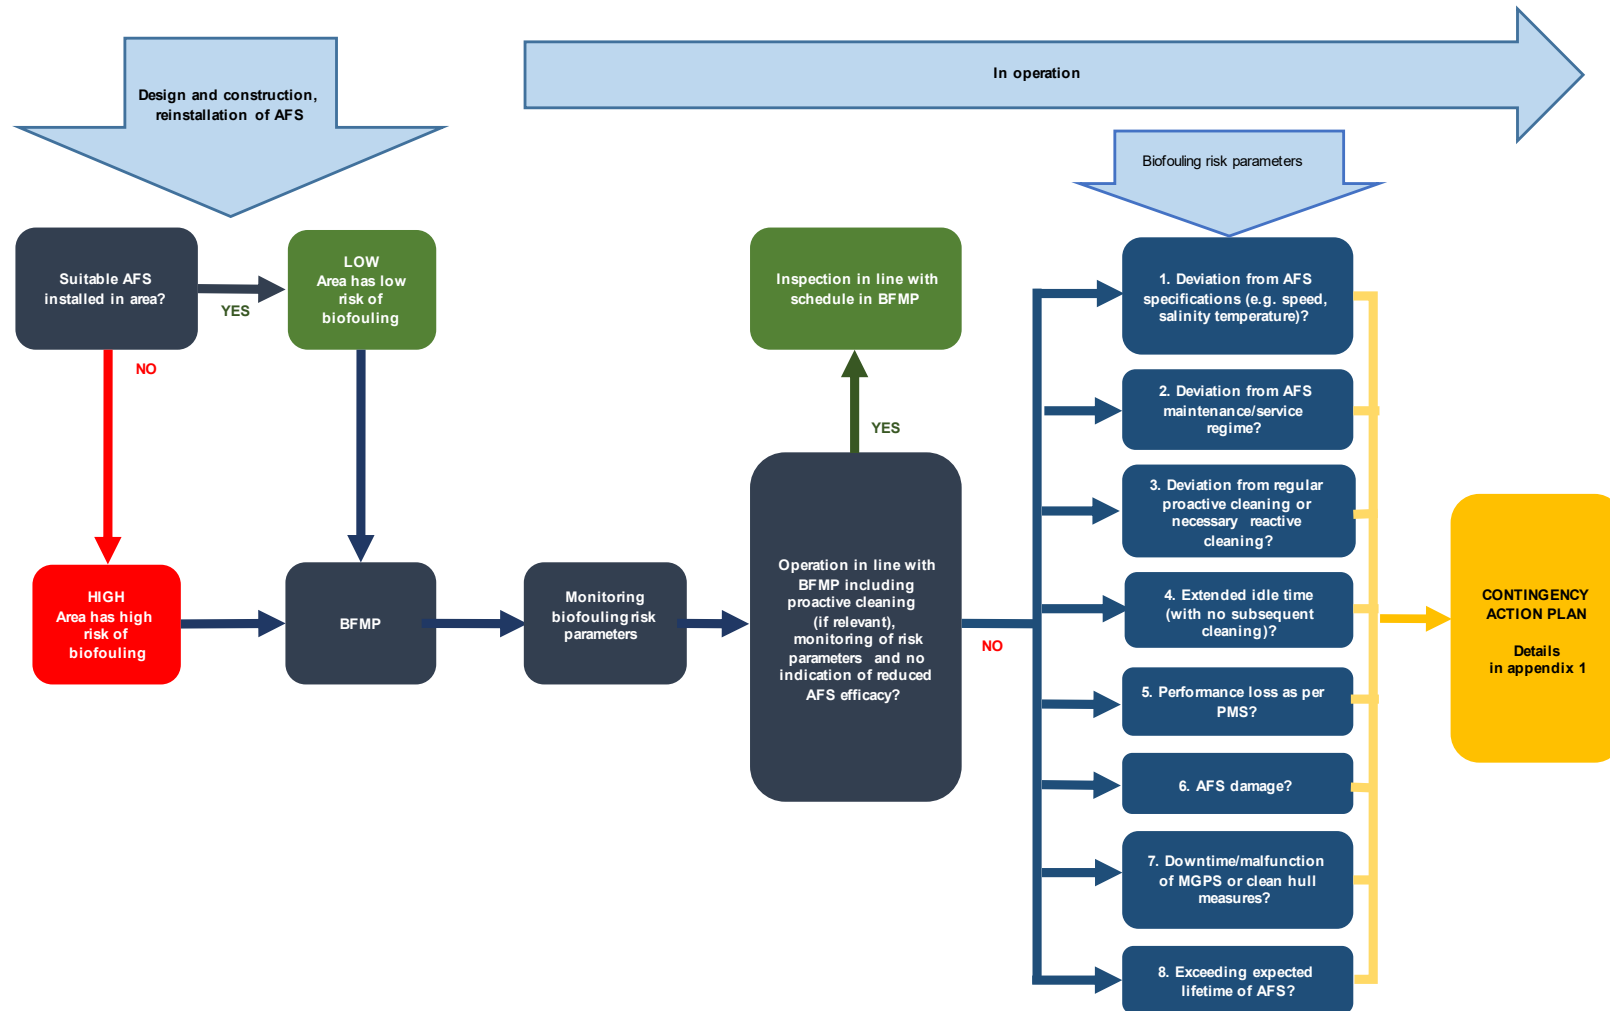 Design and construction,
reinstallation of AFS
In operation
Biofouling risk parameters
Suitable AFS
installed in area?
YES
NO
LOW
Area has low
risk of
biofouling
HIGH
Area has high
risk of
biofouling
BFMP
Monitoring
biofouling risk
parameters
Inspection in line with
schedule in BFMP
YES
Operation in line with
BFMP including
proactive cleaning
(if relevant),
monitoring of risk
parameters and no
indication of reduced
AFS efficacy?
NO
1. Deviation from AFS
specifications (e.g. speed,
salinity temperature)?
2. Deviation from AFS
maintenance/service
regime?
3. Deviation from regular
proactive cleaning or
necessary reactive
cleaning?
4. Extended idle time
(with no subsequent
cleaning)?
5. Performance loss as per
PMS?
6. AFS damage?
7. Downtime/malfunction
of MGPS or clean hull
measures?
8. Exceeding expected
lifetime of AFS?
CONTINGENCY
ACTION PLAN
Details
in appendix 1